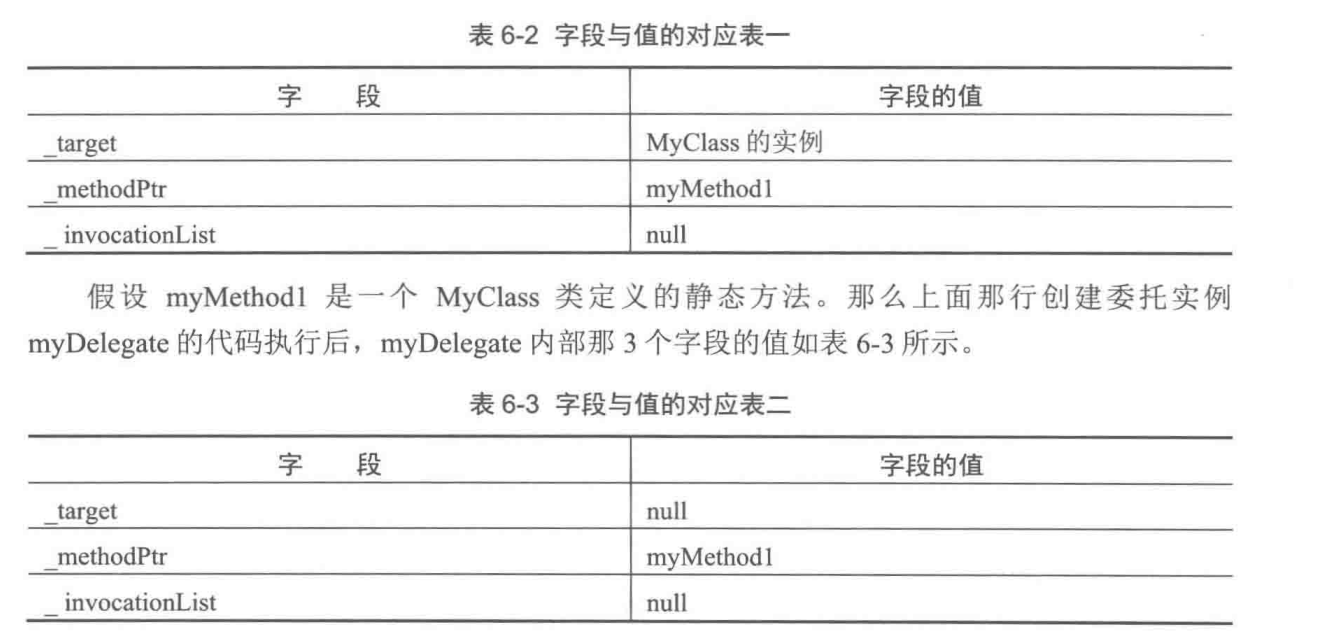 表 6-2 字段与值的对应表一
字 段 字段的值
_target MyClass 的实例
_methodPtr myMethod1
_ invocationList null
假设 myMethod1 是一个 MyClass 类定义的静态方法。那么上面那行创建委托实例
myDelegate 的代码执行后，myDelegate 内部那 3 个字段的值如表 6-3 所示。
表 6-3 字段与值的对应表二
字 段 字段的值
_target null
_methodPtr myMethod1
_ invocationList null